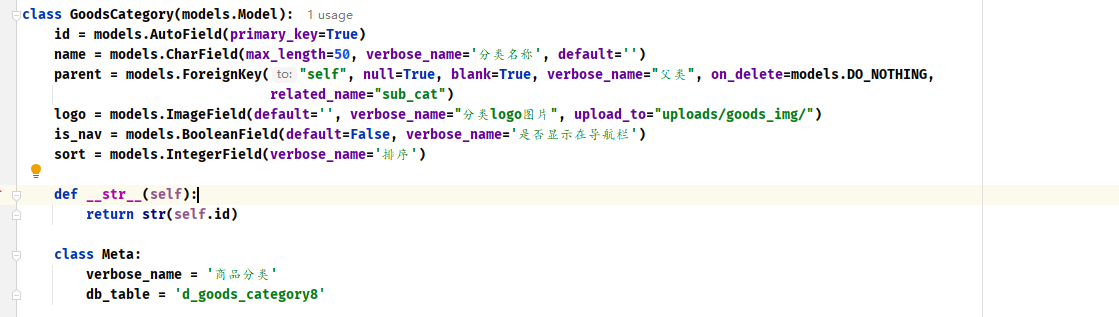 class GoodsCategory(models.Model):  1 usage
    id = models.AutoField(primary_key=True)
    name = models.CharField(max_length=50, verbose_name='分类名称', default='')
    parent = models.ForeignKey( to: "self", null=True, blank=True, verbose_name="父类", on_delete=models.DO_NOTHING,
                               related_name="sub_cat")
    logo = models.ImageField(default='', verbose_name="分类logo图片", upload_to="uploads/goods_img/")
    is_nav = models.BooleanField(default=False, verbose_name='是否显示在导航栏')
    sort = models.IntegerField(verbose_name='排序')
    def __str__(self):
        return str(self.id)
    class Meta:
        verbose_name = '商品分类'
        db_table = 'd_goods_category8'